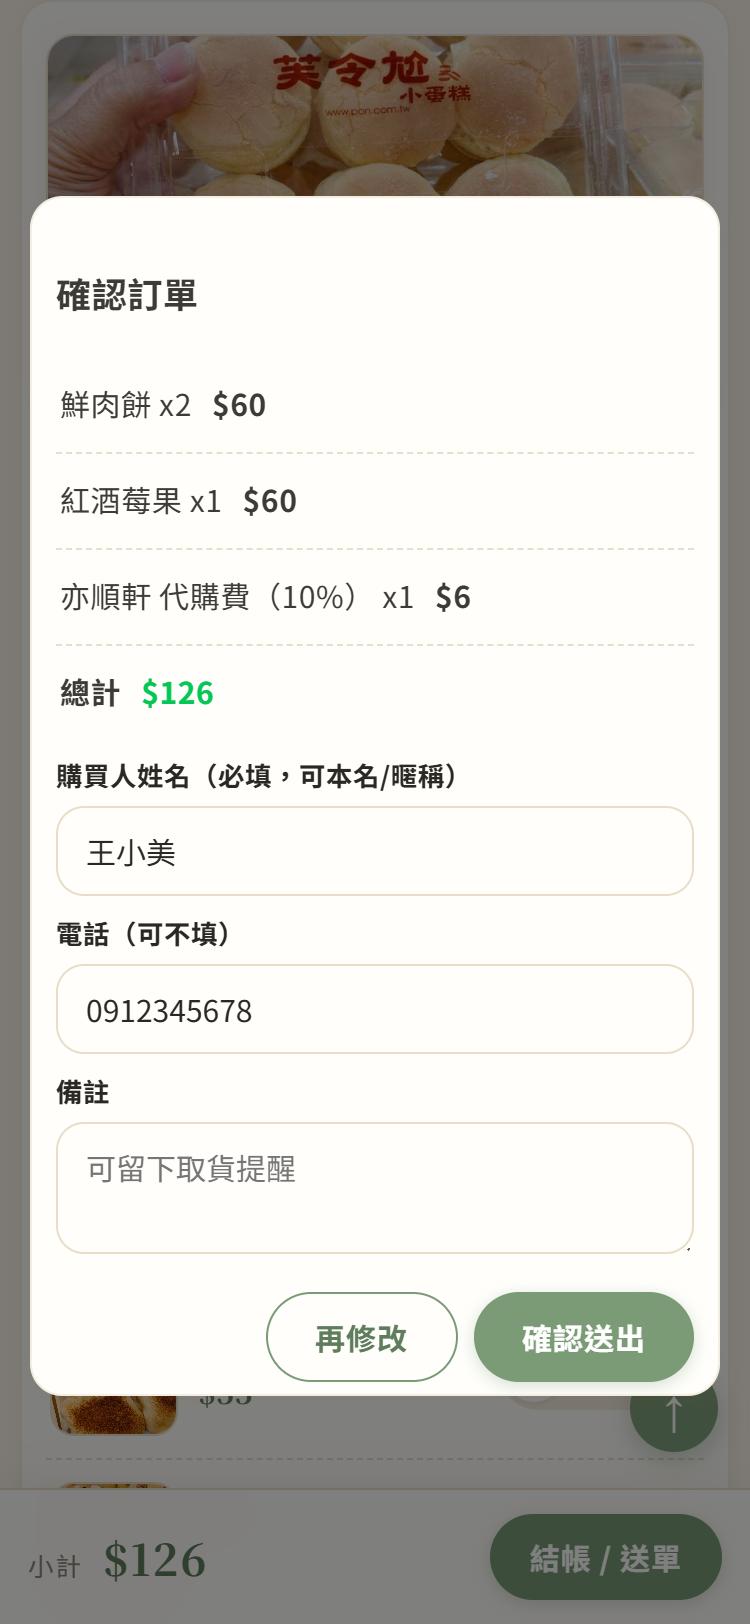 芙令尬
小蛋糕
www.pon.com.tw
確認訂單
鮮肉餅 x2 $60
紅酒莓果 x1 $60
亦順軒 代購費（10%） x1 $6
總計 $126
購買人姓名（必填，可本名/暱稱）
王小美
電話（可不填）
0912345678
備註
可留下取貨提醒
再修改 確認送出
↑
小計 $126 結帳 / 送單